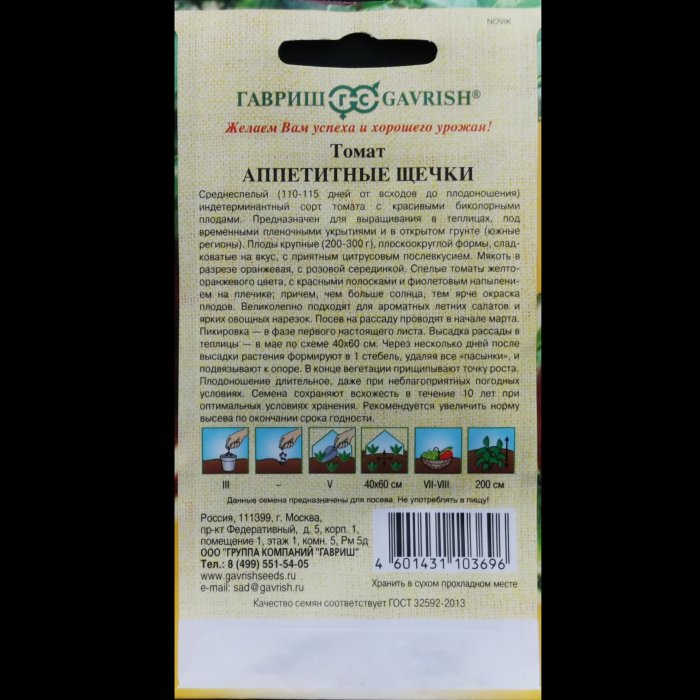 NOVIK
ГАВРИШ ГС GAVRISH®
Желаем Вам успеха и хорошего урожая!
Томат
АППЕТИТНЫЕ ЩЕЧКИ
Среднеспелый (110-115 дней от всходов до плодоношения)
индетерминантный сорт томата с красивыми биколорными
плодами. Предназначен для выращивания в теплицах, под
временными пленочными укрытиями и в открытом грунте (южные
регионы). Плоды крупные (200-300 г), плоскоокруглой формы, слад-
коватые на вкус, с приятным цитрусовым послевкусием. Мякоть в
разрезе оранжевая, с розовой серединкой. Спелые томаты желто-
оранжевого цвета, с красными полосками и фиолетовым напылени-
ем на плечике; причем, чем больше солнца, тем ярче окраска
плодов. Великолепно подходят для ароматных летних салатов и
ярких овощных нарезок. Посев на рассаду проводят в начале марта.
Пикировка — в фазе первого настоящего листа. Высадка рассады в
теплицы — в мае по схеме 40х60 см. Через несколько дней после
высадки растения формируют в 1 стебель, удаляя все «пасынки», и
подвязывают к опоре. В конце вегетации прищипывают точку роста.
Плодоношение длительное, даже при неблагоприятных погодных
условиях. Семена сохраняют всхожесть в течение 10 лет при
оптимальных условиях хранения. Рекомендуется увеличить норму
высева по окончании срока годности.
III – V 40х60 см VII-VIII 200 см
Данные семена предназначены для посева. Не употреблять в пищу!
Россия, 111399, г. Москва,
пр-кт Федеративный, д. 5, корп. 1,
помещение 1, этаж 1, комн. 5, Рм 5д
ООО "ГРУППА КОМПАНИЙ "ГАВРИШ"
Тел.: 8 (499) 551-54-05
www.gavrishseeds.ru
e-mail: sad@gavrish.ru
4 601431 103696
Хранить в сухом прохладном месте
Качество семян соответствует ГОСТ 32592-2013